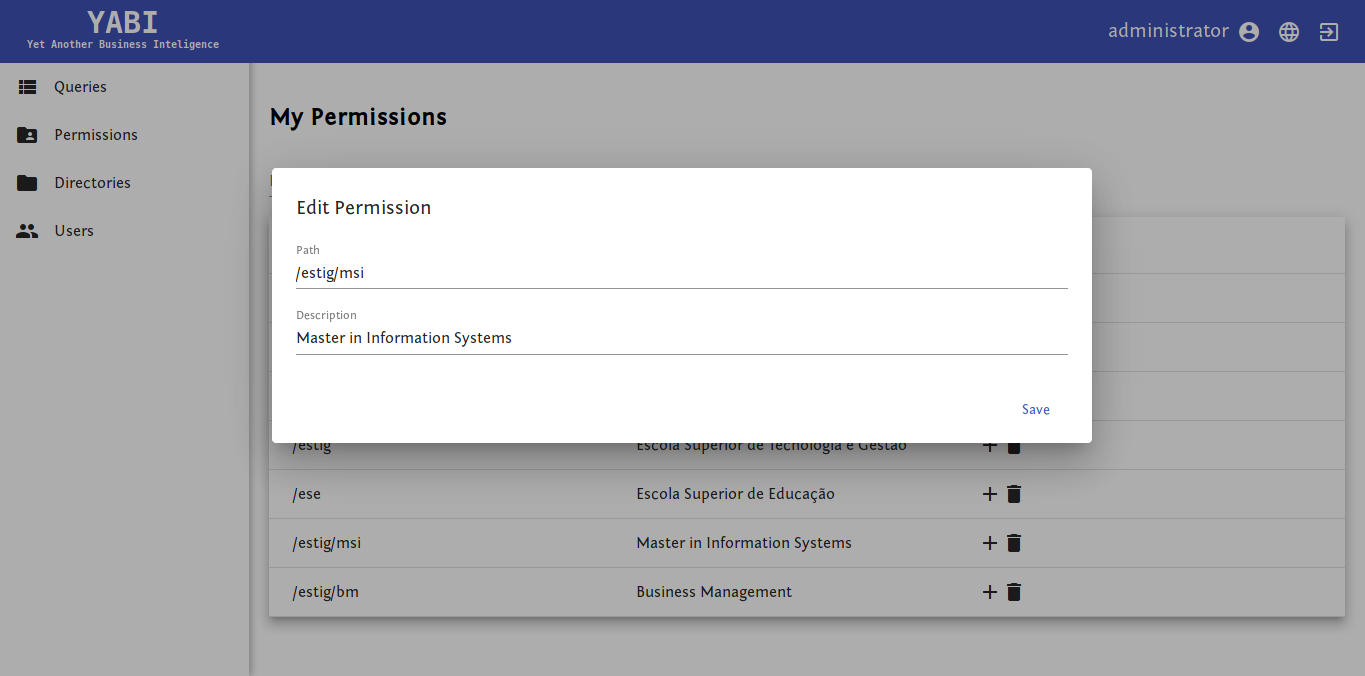 YABI
Yet Another Business Inteligence
administrator
Queries
Permissions
Directories
Users
My Permissions
Edit Permission
Path
/estig/msi
Description
Master in Information Systems
Save
/estig Escola Superior de Tecnologia e Gestão
/ese Escola Superior de Educação
/estig/msi Master in Information Systems
/estig/bm Business Management